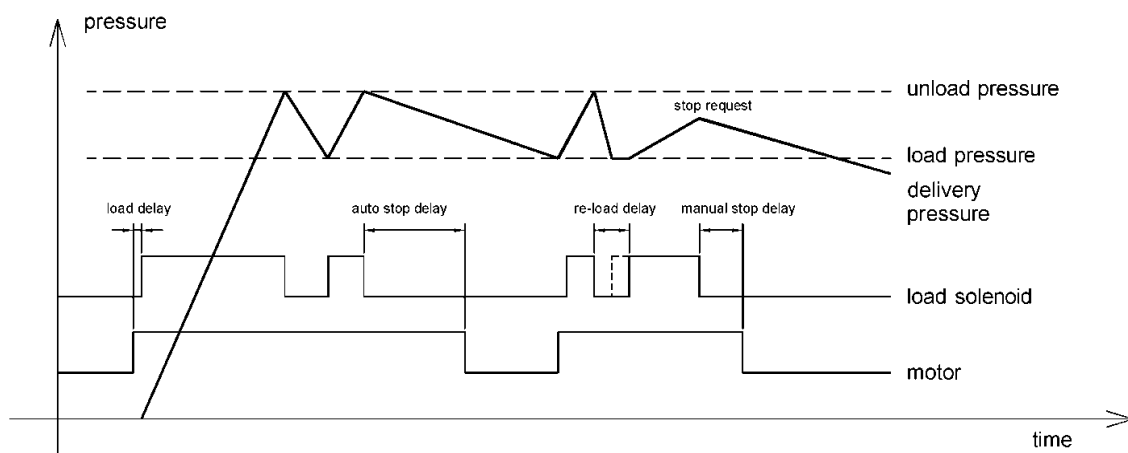 pressure
unload pressure
stop request
load pressure
delivery
pressure
load delay
auto stop delay
re-load delay
manual stop delay
load solenoid
motor
time